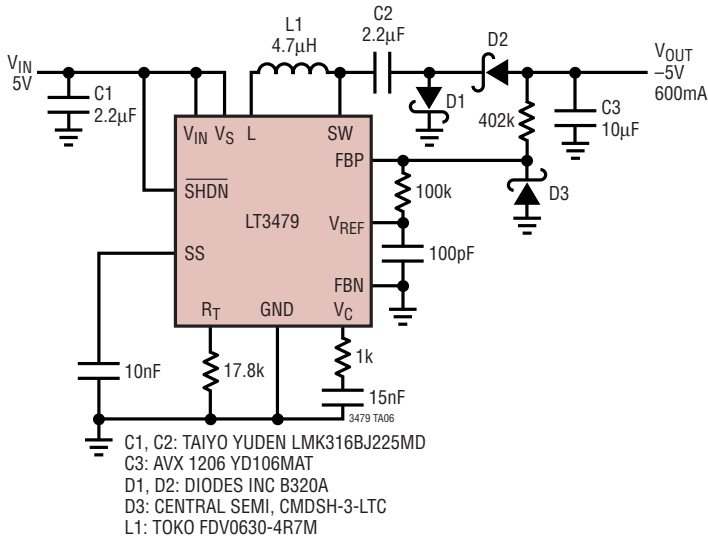 L1
4.7μH
C2
2.2μF
D2
VIN
5V
VOUT
–5V
600mA
C1
2.2μF
D1
402k
C3
10μF
VIN VS L SW
FBP
SHDN
100k
D3
LT3479
VREF
SS
100pF
FBN
RT GND VC
10nF
17.8k
1k
15nF
3479 TA06
C1, C2: TAIYO YUDEN LMK316BJ225MD
C3: AVX 1206 YD106MAT
D1, D2: DIODES INC B320A
D3: CENTRAL SEMI, CMDSH-3-LTC
L1: TOKO FDV0630-4R7M